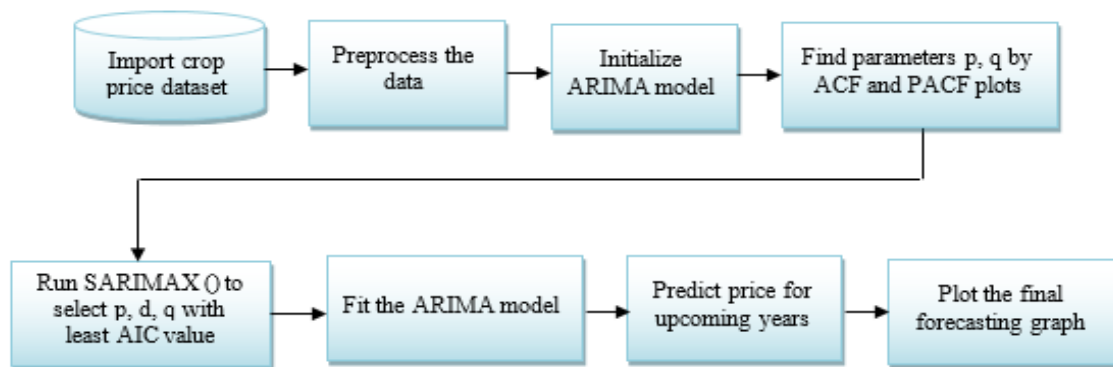 Import crop
price dataset
Preprocess the
data
Initialize
ARIMA model
Find parameters p, q by
ACF and PACF plots
Run SARIMAX () to
select p, d, q with
least AIC value
Fit the ARIMA model
Predict price for
upcoming years
Plot the final
forecasting graph